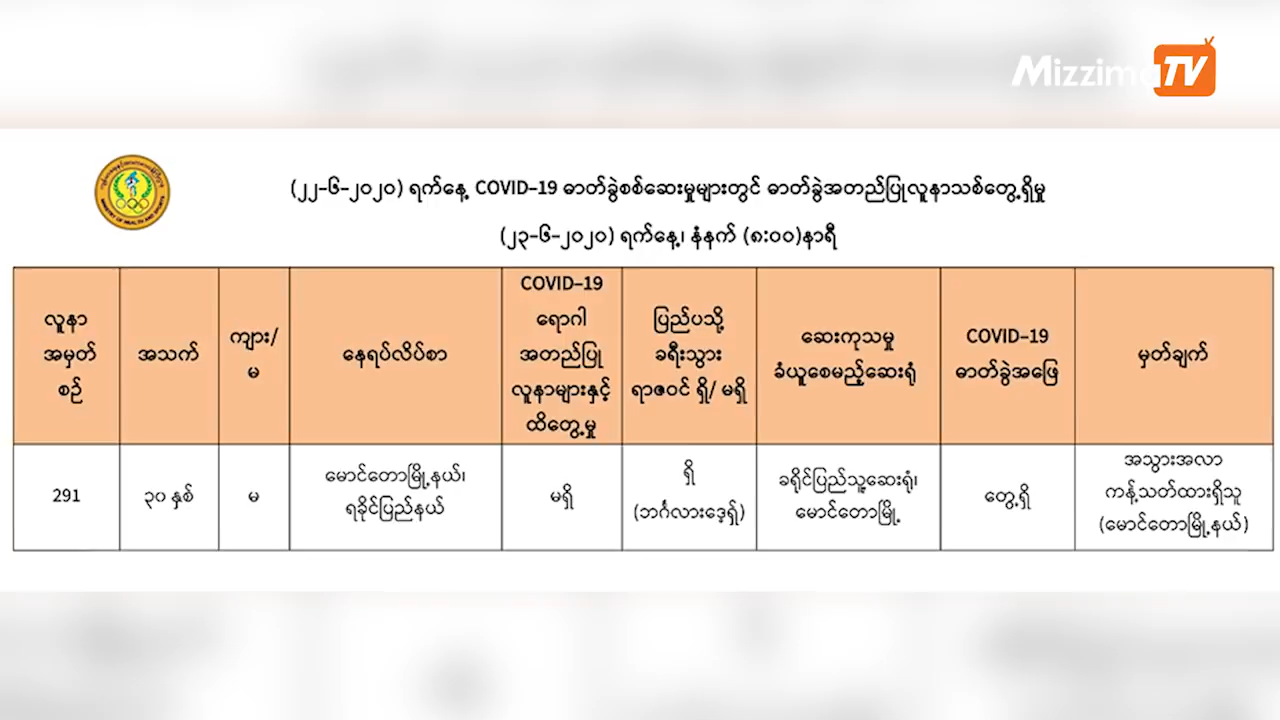 Mizzima TV
(၂၂-၆-၂၀၂၀) ရက်နေ့ COVID-19 ဓာတ်ခွဲစစ်ဆေးမှုများတွင် ဓာတ်ခွဲအတည်ပြုလူနာသစ်တွေ့ရှိမှု
(၂၃-၆-၂၀၂၀) ရက်နေ့၊ နံနက် (၈:၀၀)နာရီ
လူနာ
အမှတ်
စဉ်
အသက်
ကျား/
မ
နေရပ်လိပ်စာ
COVID-19
ရောဂါ
အတည်ပြု
လူနာများနှင့်
ထိတွေ့မှု
ပြည်ပသို့
ခရီးသွား
ရာဇဝင် ရှိ/ မရှိ
ဆေးကုသမှု
ခံယူစေမည့်ဆေးရုံ
COVID-19
ဓာတ်ခွဲအဖြေ
မှတ်ချက်
291
၃၀ နှစ်
မ
မောင်တောမြို့နယ်၊
ရခိုင်ပြည်နယ်
မရှိ
ရှိ
(ဘင်္ဂလားဒေ့ရှ်)
ခရိုင်ပြည်သူ့ဆေးရုံ၊
မောင်တောမြို့
တွေ့ရှိ
အသွားအလာ
ကန့်သတ်ထားရှိသူ
(မောင်တောမြို့နယ်)